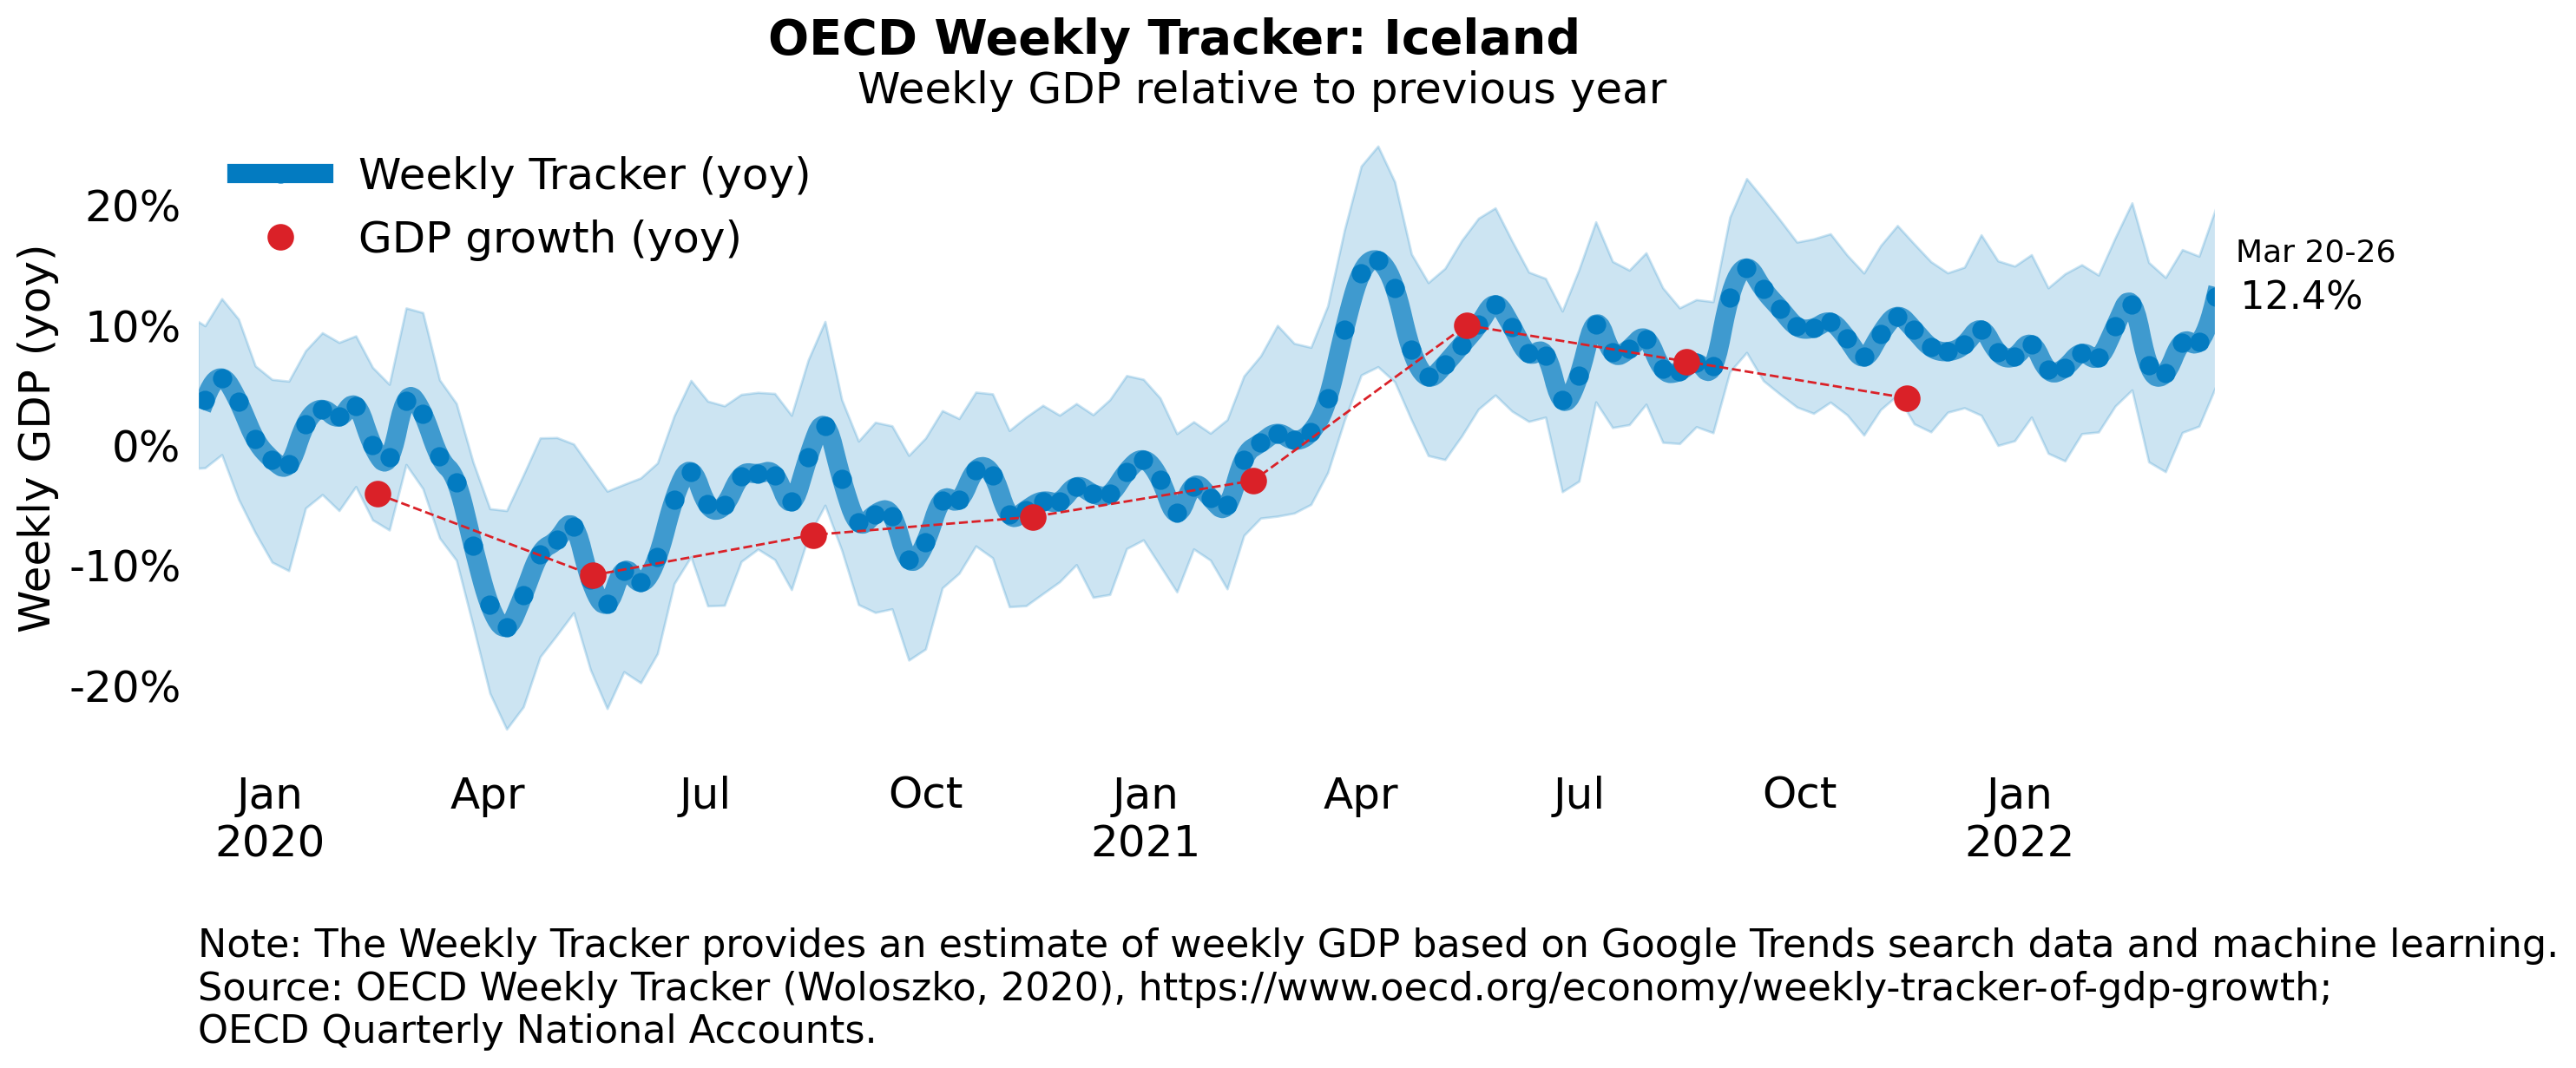 OECD Weekly Tracker: Iceland
Weekly GDP relative to previous year
Weekly Tracker (yoy)
GDP growth (yoy)
Weekly GDP (yoy)
20%
10%
0%
-10%
-20%
Mar 20-26
12.4%
Jan Apr Jul Oct Jan Apr Jul Oct Jan
2020 2021 2022
Note: The Weekly Tracker provides an estimate of weekly GDP based on Google Trends search data and machine learning.
Source: OECD Weekly Tracker (Woloszko, 2020), https://www.oecd.org/economy/weekly-tracker-of-gdp-growth;
OECD Quarterly National Accounts.